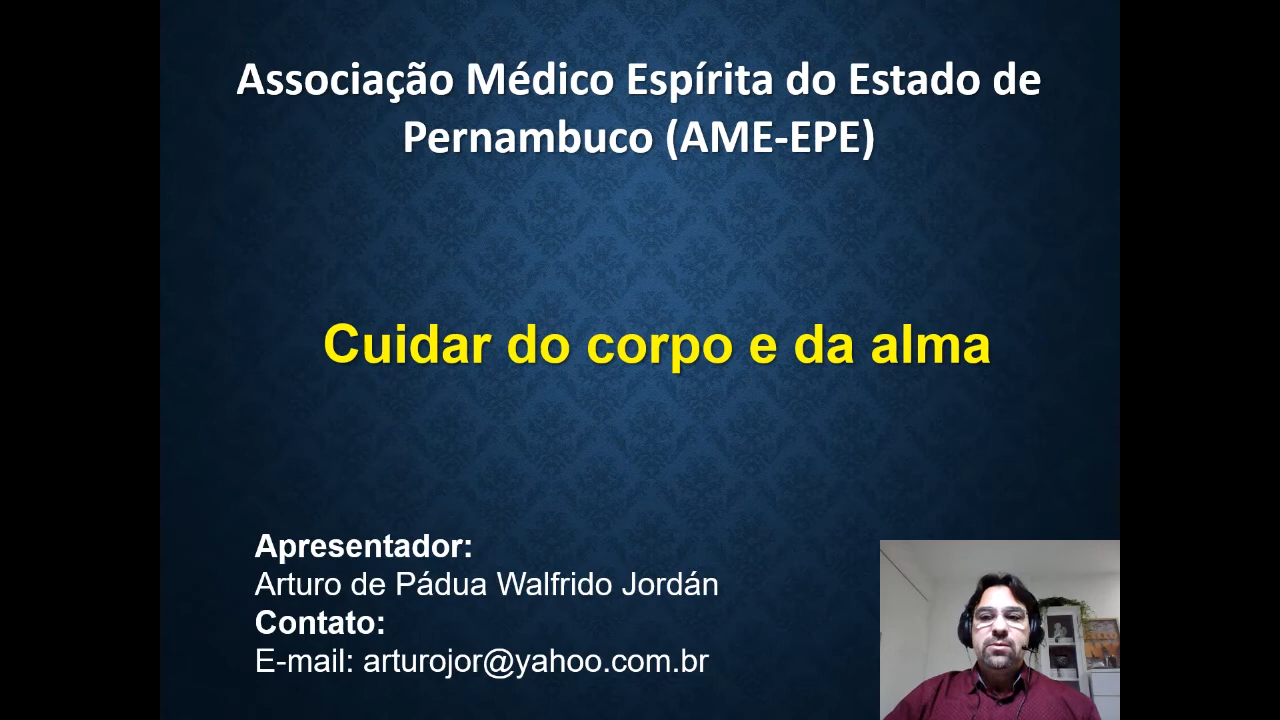 Associação Médico Espírita do Estado de
Pernambuco (AME-EPE)
Cuidar do corpo e da alma
Apresentador:
Arturo de Pádua Walfrido Jordán
Contato:
E-mail: arturojor@yahoo.com.br